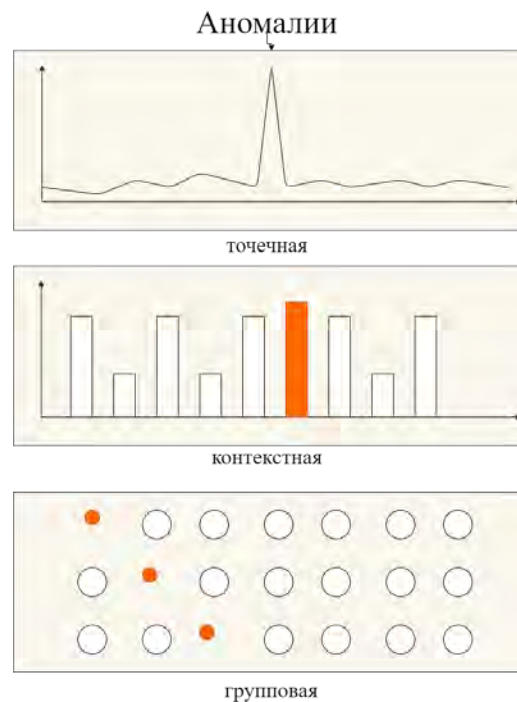 Аномалии
точечная
контекстная
групповая